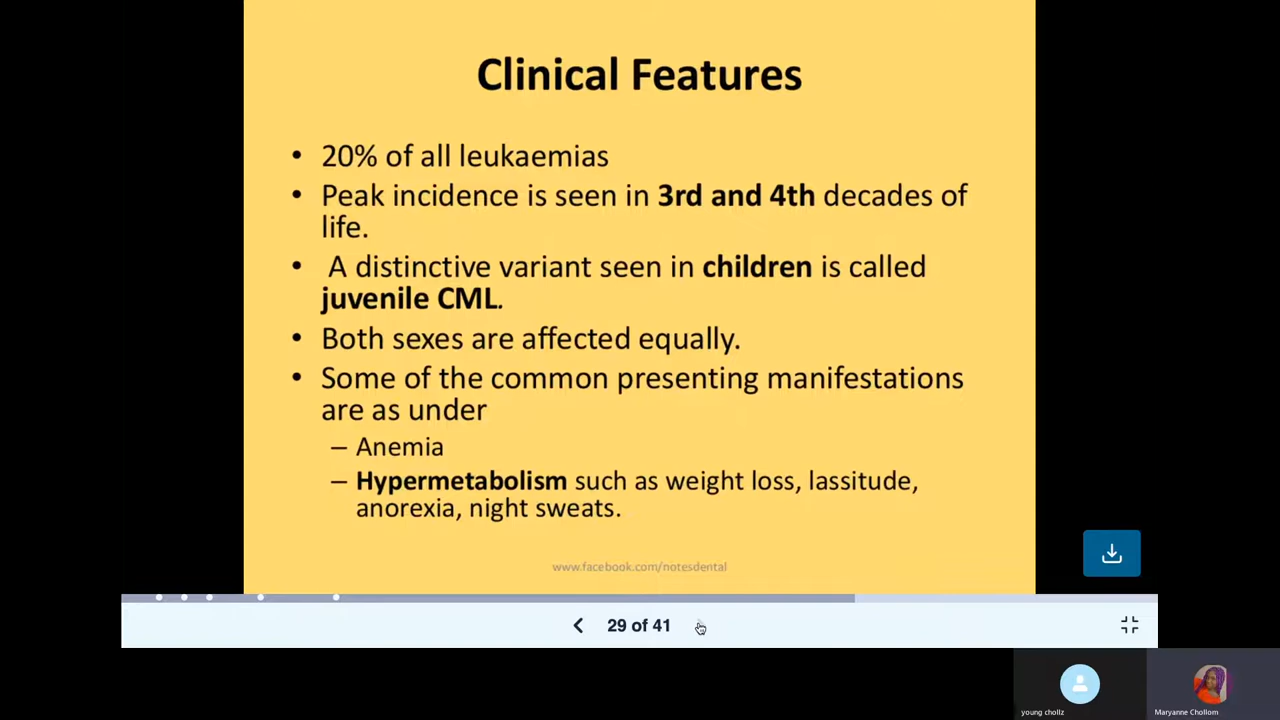 Clinical Features
• 20% of all leukaemias
• Peak incidence is seen in 3rd and 4th decades of
life.
• A distinctive variant seen in children is called
juvenile CML.
• Both sexes are affected equally.
• Some of the common presenting manifestations
are as under
– Anemia
– Hypermetabolism such as weight loss, lassitude,
anorexia, night sweats.
www.facebook.com/notesdental
29 of 41
young chollz
Maryanne Chollom